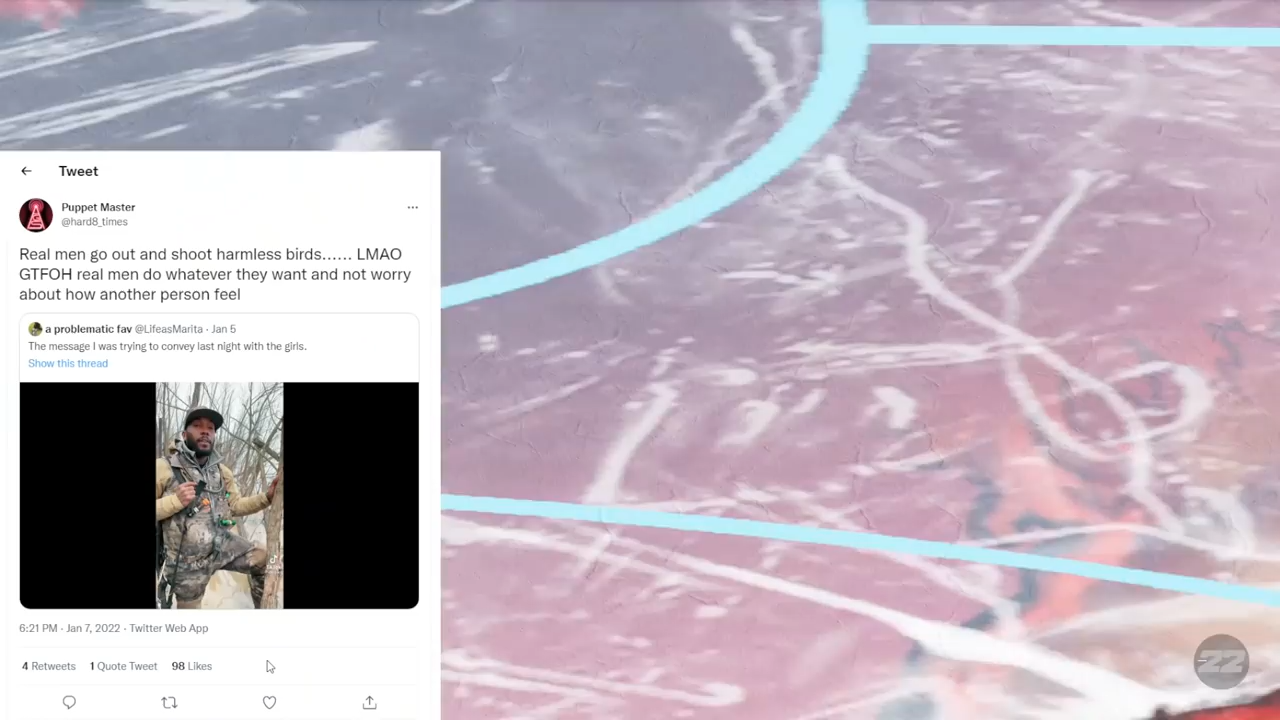 Tweet
Puppet Master
@hard8_times
Real men go out and shoot harmless birds...... LMAO
GTFOH real men do whatever they want and not worry
about how another person feel
a problematic fav @LifeasMarita · Jan 5
The message I was trying to convey last night with the girls.
Show this thread
6:21 PM · Jan 7, 2022 · Twitter Web App
4 Retweets 1 Quote Tweet 98 Likes
22